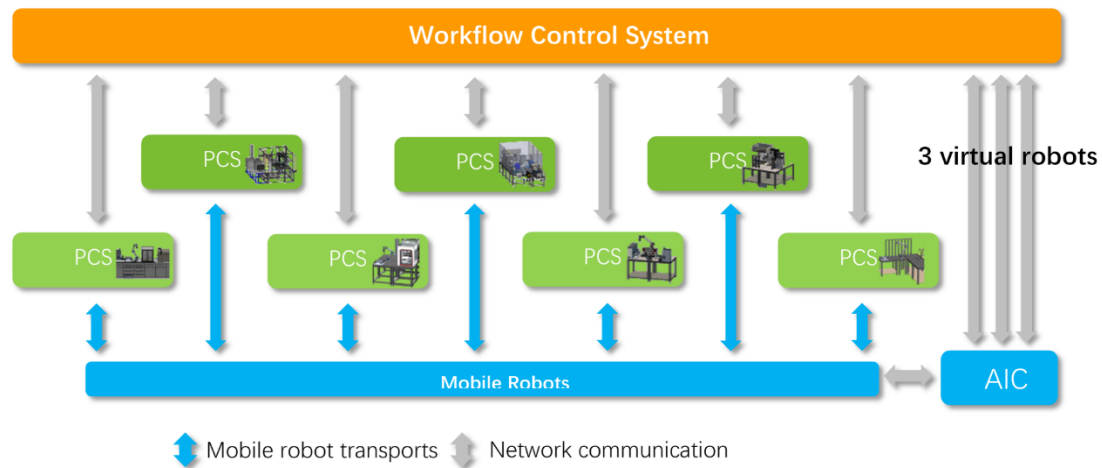 Workflow Control System
PCS
PCS
PCS
3 virtual robots
PCS
PCS
PCS
PCS
Mobile Robots
AIC
Mobile robot transports
Network communication